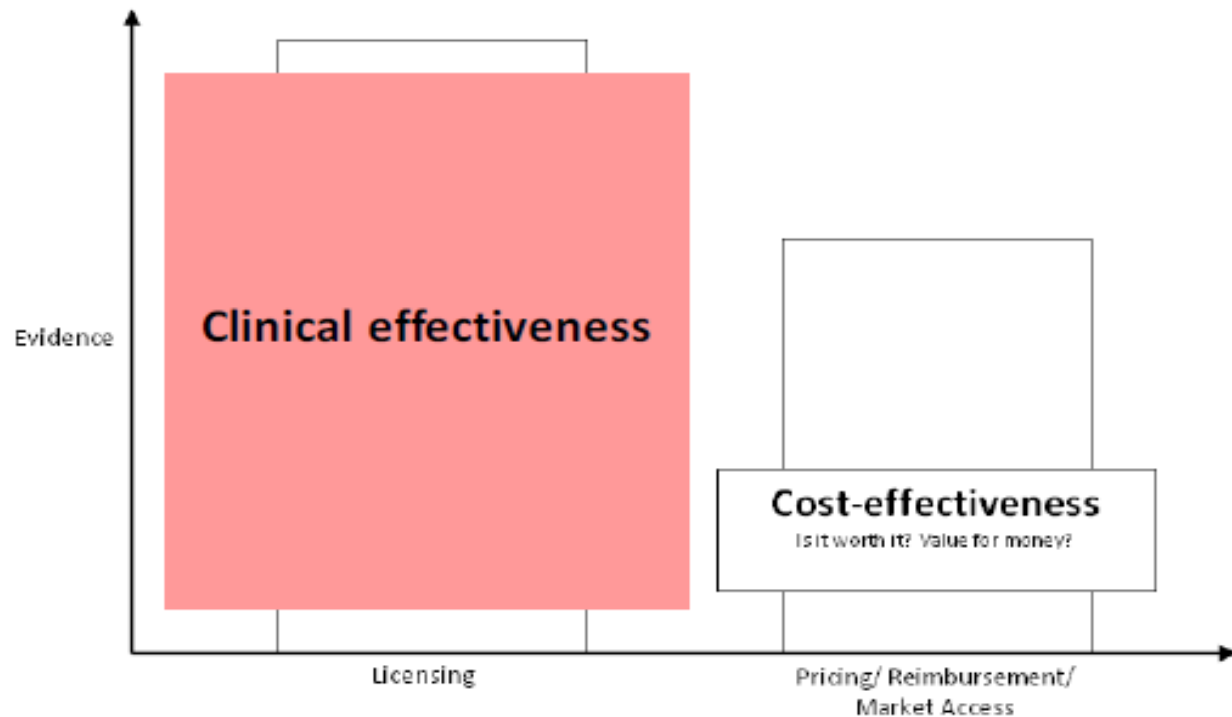 Clinical effectiveness
Evidence
Cost-effectiveness
Is it worth it? Value for money?
Licensing
Pricing/ Reimbursement/
Market Access